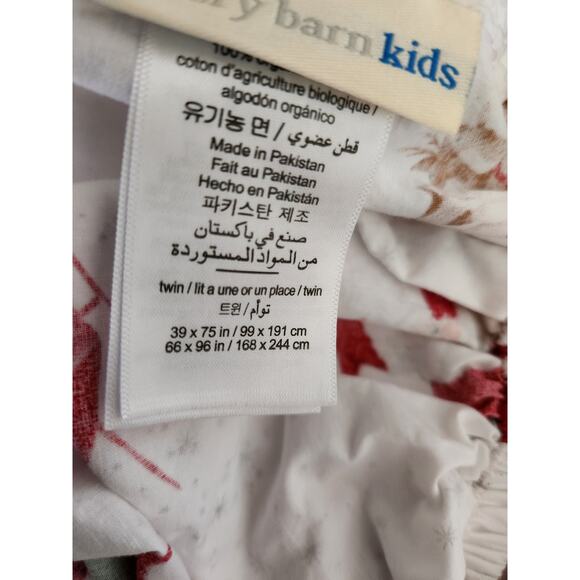 barn kids
100%
coton d'agriculture biologique /
algodón orgánico
유기농 면 / قطن عضوي
Made in Pakistan
Fait au Pakistan
Hecho en Pakistán
파키스탄 제조
صنع في باكستان
من المواد المستوردة
twin / lit a une or un place / twin
트윈 / توأم
39 x 75 in / 99 x 191 cm
66 x 96 in / 168 x 244 cm